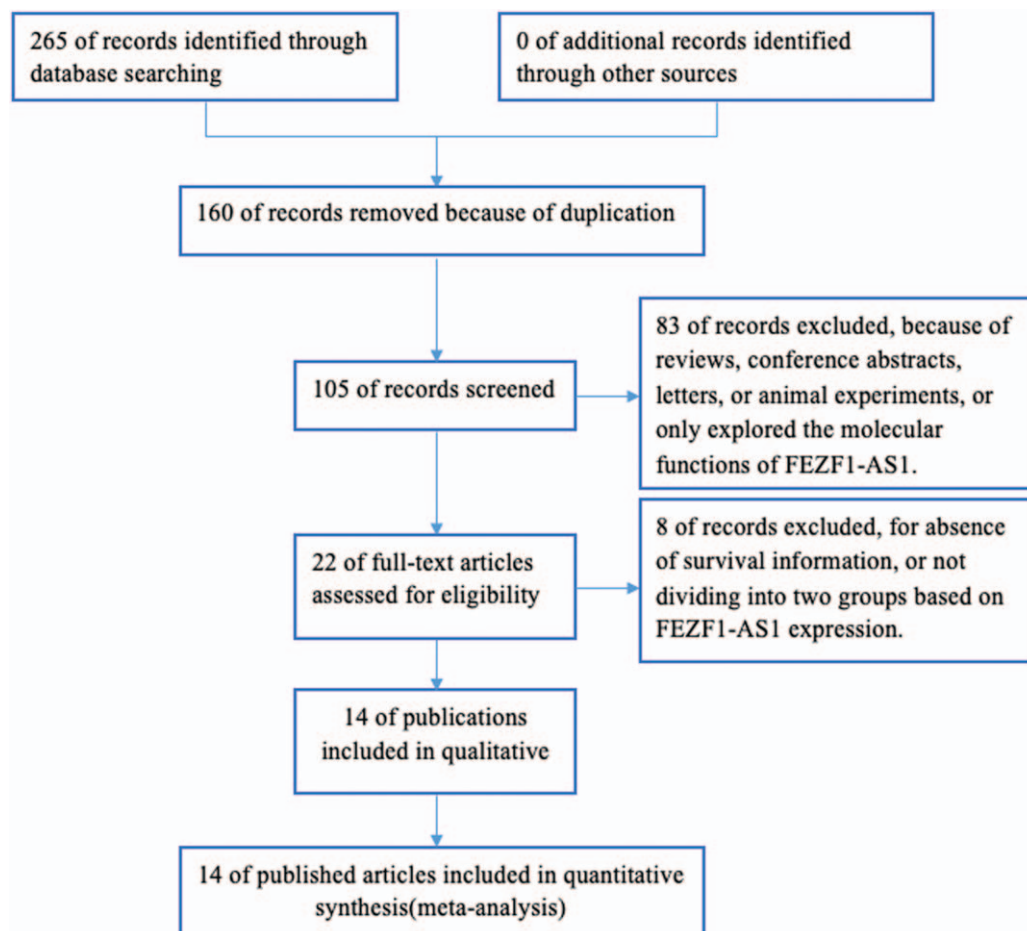 265 of records identified through
database searching
0 of additional records identified
through other sources
160 of records removed because of duplication
105 of records screened
83 of records excluded, because of
reviews, conference abstracts,
letters, or animal experiments, or
only explored the molecular
functions of FEZF1-AS1.
22 of full-text articles
assessed for eligibility
8 of records excluded, for absence
of survival information, or not
dividing into two groups based on
FEZF1-AS1 expression.
14 of publications
included in qualitative
14 of published articles included in quantitative
synthesis(meta-analysis)